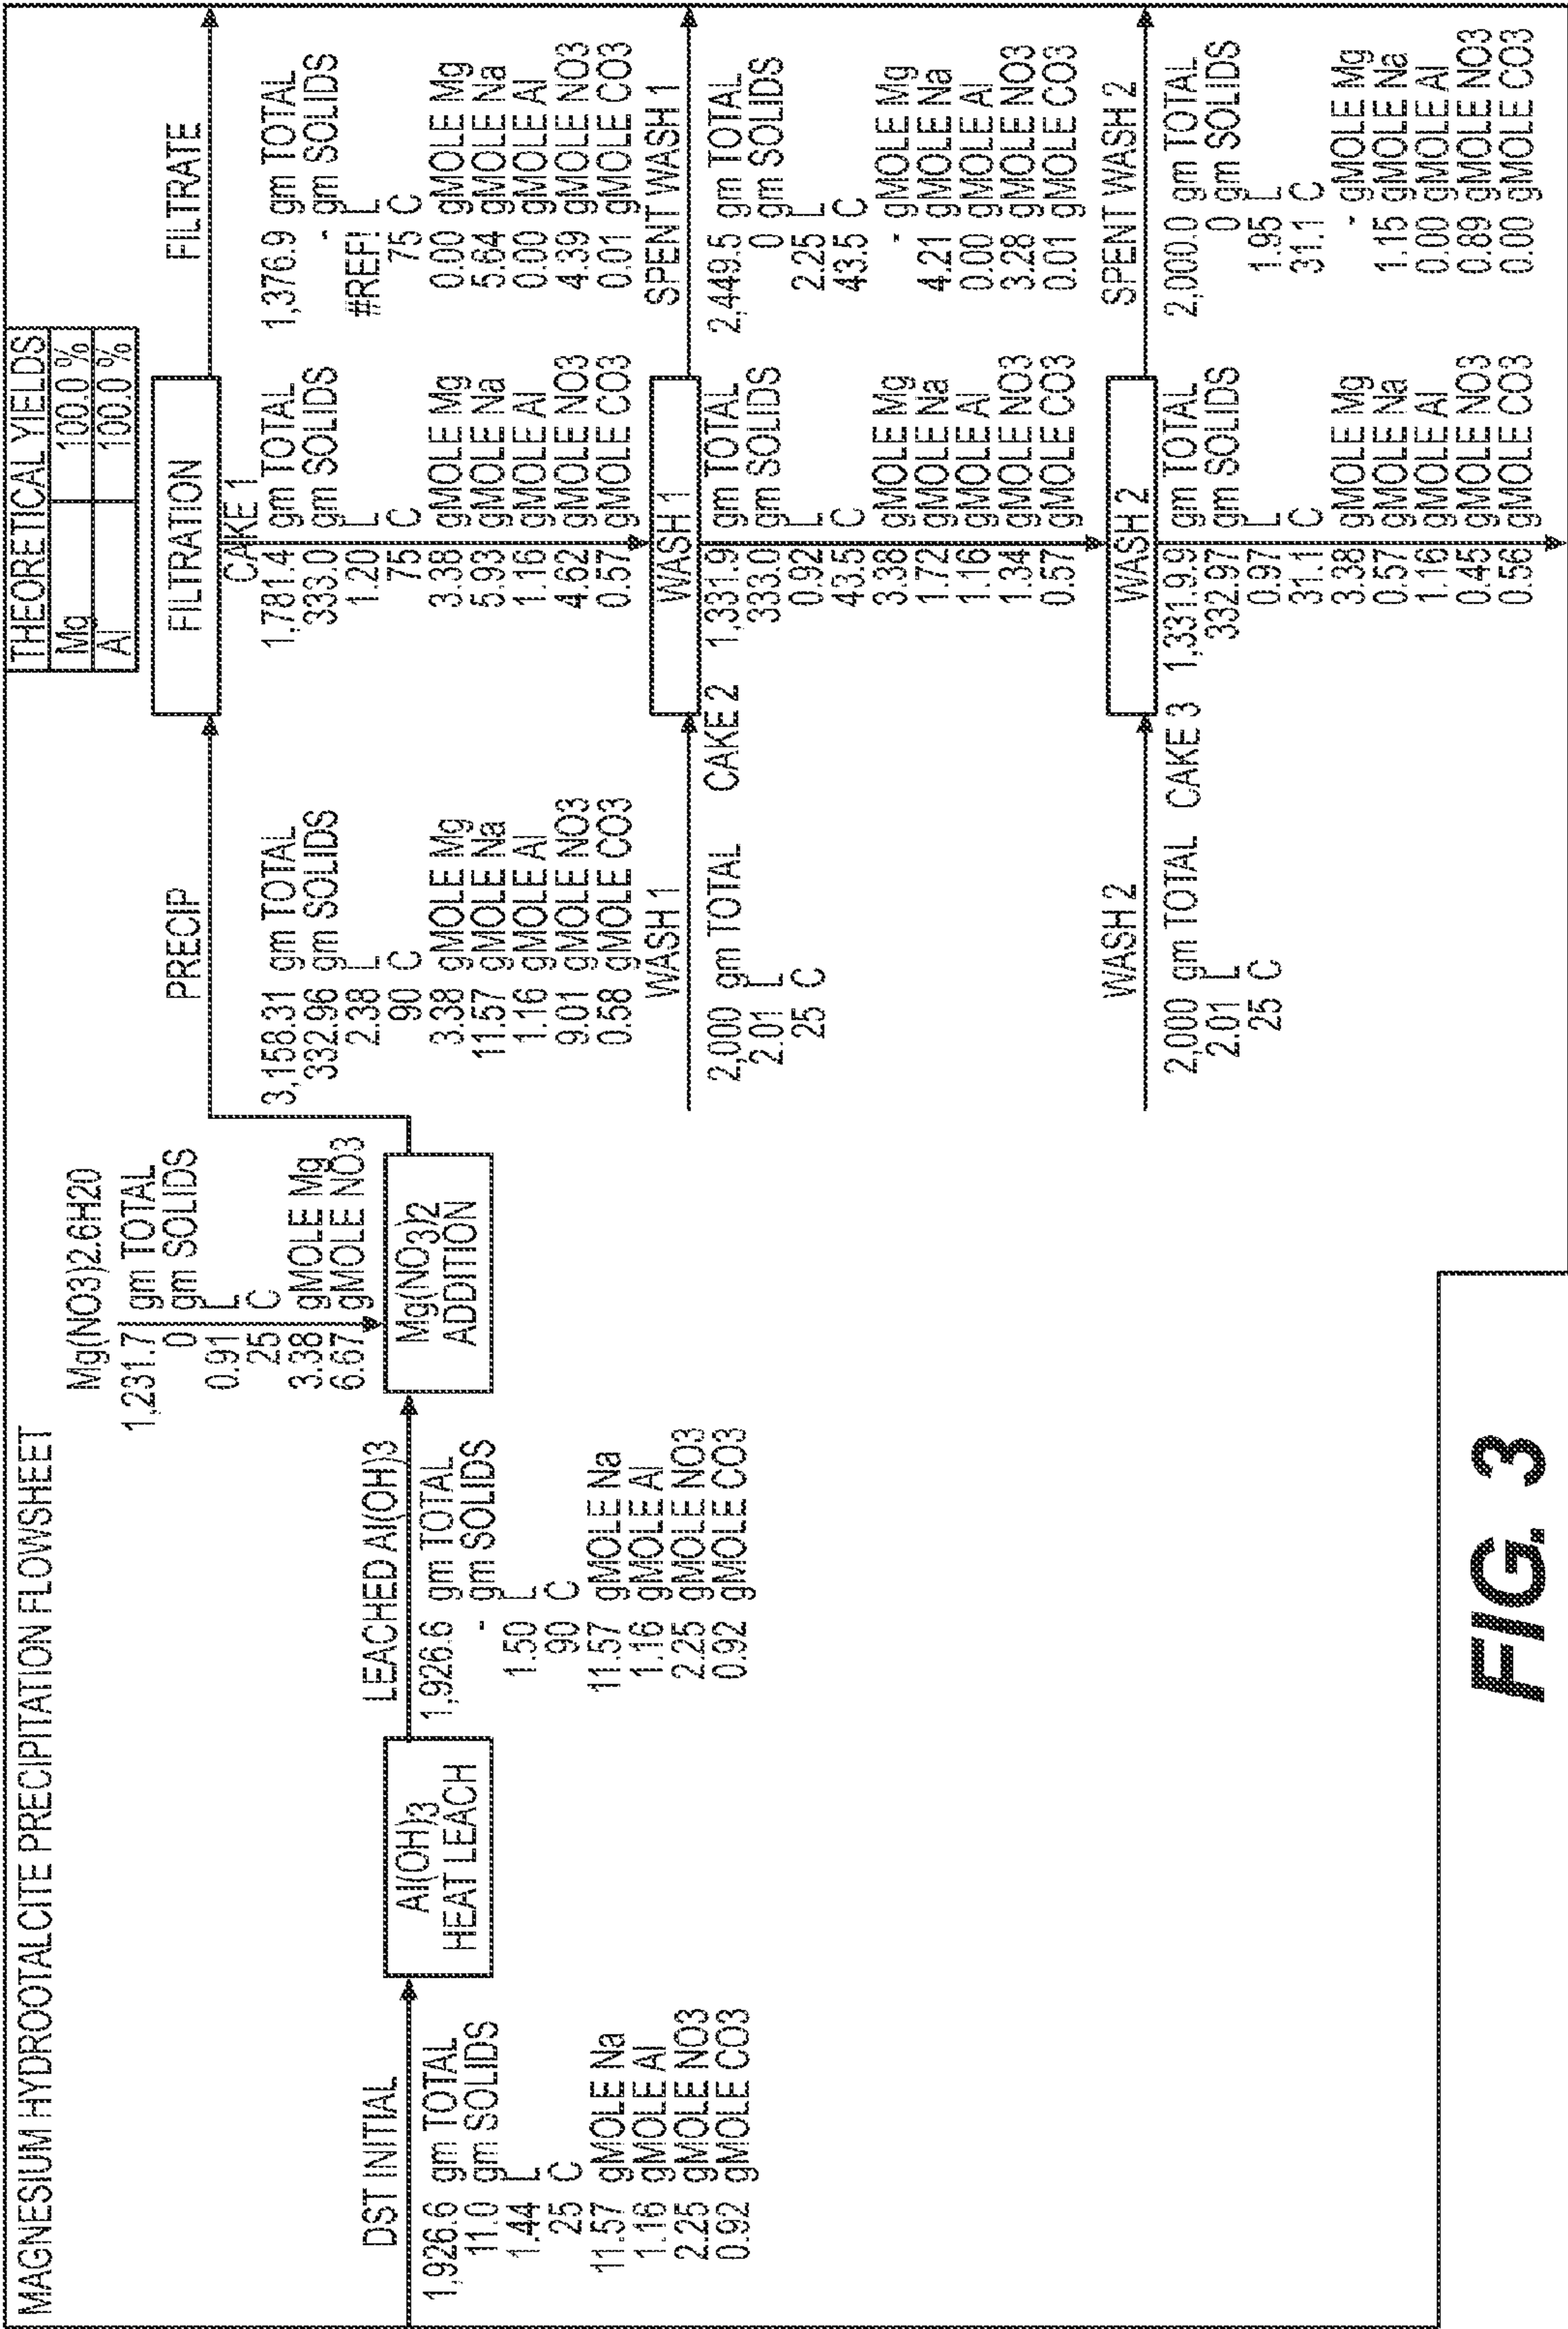 MAGNESIUM HYDROOTALCITE PRECIPITATION FLOWSHEET
THEORETICAL YIELDS
Mg 100.0 %
Al 100.0 %
DST INITIAL
1,926.6 gm TOTAL
11.0 gm SOLIDS
1.44 L
25 C
11.57 gMOLE Na
1.16 gMOLE Al
2.25 gMOLE NO3
0.92 gMOLE CO3
Al(OH)3
HEAT LEACH
LEACHED Al(OH)3
1,926.6 gm TOTAL
- gm SOLIDS
1.50 L
90 C
11.57 gMOLE Na
1.16 gMOLE Al
2.25 gMOLE NO3
0.92 gMOLE CO3
Mg(NO3)2.6H20
1,231.7 gm TOTAL
0 gm SOLIDS
0.91 L
25 C
3.38 gMOLE Mg
6.67 gMOLE NO3
Mg(NO3)2
ADDITION
PRECIP
3,158.31 gm TOTAL
332.96 gm SOLIDS
2.38 L
90 C
3.38 gMOLE Mg
11.57 gMOLE Na
1.16 gMOLE Al
9.01 gMOLE NO3
0.58 gMOLE CO3
FILTRATION
FILTRATE
1,376.9 gm TOTAL
- gm SOLIDS
#REF! L
75 C
0.00 gMOLE Mg
5.64 gMOLE Na
0.00 gMOLE Al
4.39 gMOLE NO3
0.01 gMOLE CO3
CAKE 1
1,781.4 gm TOTAL
333.0 gm SOLIDS
1.20 L
75 C
3.38 gMOLE Mg
5.93 gMOLE Na
1.16 gMOLE Al
4.62 gMOLE NO3
0.57 gMOLE CO3
WASH 1
2,000 gm TOTAL
2.01 L
25 C
WASH 1
SPENT WASH 1
2,449.5 gm TOTAL
0 gm SOLIDS
2.25 L
43.5 C
- gMOLE Mg
4.21 gMOLE Na
0.00 gMOLE Al
3.28 gMOLE NO3
0.01 gMOLE CO3
CAKE 2 1,331.9 gm TOTAL
333.0 gm SOLIDS
0.92 L
43.5 C
3.38 gMOLE Mg
1.72 gMOLE Na
1.16 gMOLE Al
1.34 gMOLE NO3
0.57 gMOLE CO3
WASH 2
2,000 gm TOTAL
2.01 L
25 C
WASH 2
SPENT WASH 2
2,000.0 gm TOTAL
0 gm SOLIDS
1.95 L
31.1 C
- gMOLE Mg
1.15 gMOLE Na
0.00 gMOLE Al
0.89 gMOLE NO3
0.00 gMOLE CO3
CAKE 3 1,3319.9 gm TOTAL
332.97 gm SOLIDS
0.97 L
31.1 C
3.38 gMOLE Mg
0.57 gMOLE Na
1.16 gMOLE Al
0.45 gMOLE NO3
0.56 gMOLE CO3
FIG. 3